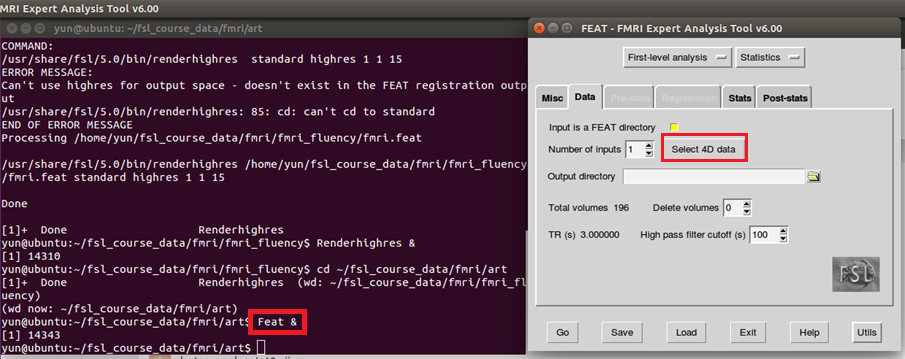 MRI Expert Analysis Tool v6.00
yun@ubuntu: ~/fsl_course_data/fmri/art
COMMAND:
/usr/share/fsl/5.0/bin/renderhighres  standard highres 1 1 15
ERROR MESSAGE:
Can't use highres for output space - doesn't exist in the FEAT registration outp
ut
/usr/share/fsl/5.0/bin/renderhighres: 85: cd: can't cd to standard
END OF ERROR MESSAGE
Processing /home/yun/fsl_course_data/fmri/fmri_fluency/fmri.feat
/usr/share/fsl/5.0/bin/renderhighres /home/yun/fsl_course_data/fmri/fmri_fluency
/fmri.feat standard highres 1 1 15
Done
[1]+  Done                    Renderhighres
yun@ubuntu:~/fsl_course_data/fmri/fmri_fluency$ Renderhighres &
[1] 14310
yun@ubuntu:~/fsl_course_data/fmri/fmri_fluency$ cd ~/fsl_course_data/fmri/art
[1]+  Done                    Renderhighres  (wd: ~/fsl_course_data/fmri/fmri_fl
uency)
(wd now: ~/fsl_course_data/fmri/art)
yun@ubuntu:~/fsl_course_data/fmri/art$ Feat &
[1] 14343
yun@ubuntu:~/fsl_course_data/fmri/art$
FEAT - FMRI Expert Analysis Tool v6.00
First-level analysis Statistics
Misc Data Pre-stats Registration Stats Post-stats
Input is a FEAT directory
Number of inputs 1 Select 4D data
Output directory
Total volumes 196 Delete volumes 0
TR (s) 3.000000 High pass filter cutoff (s) 100
FSL
Go Save Load Exit Help Utils